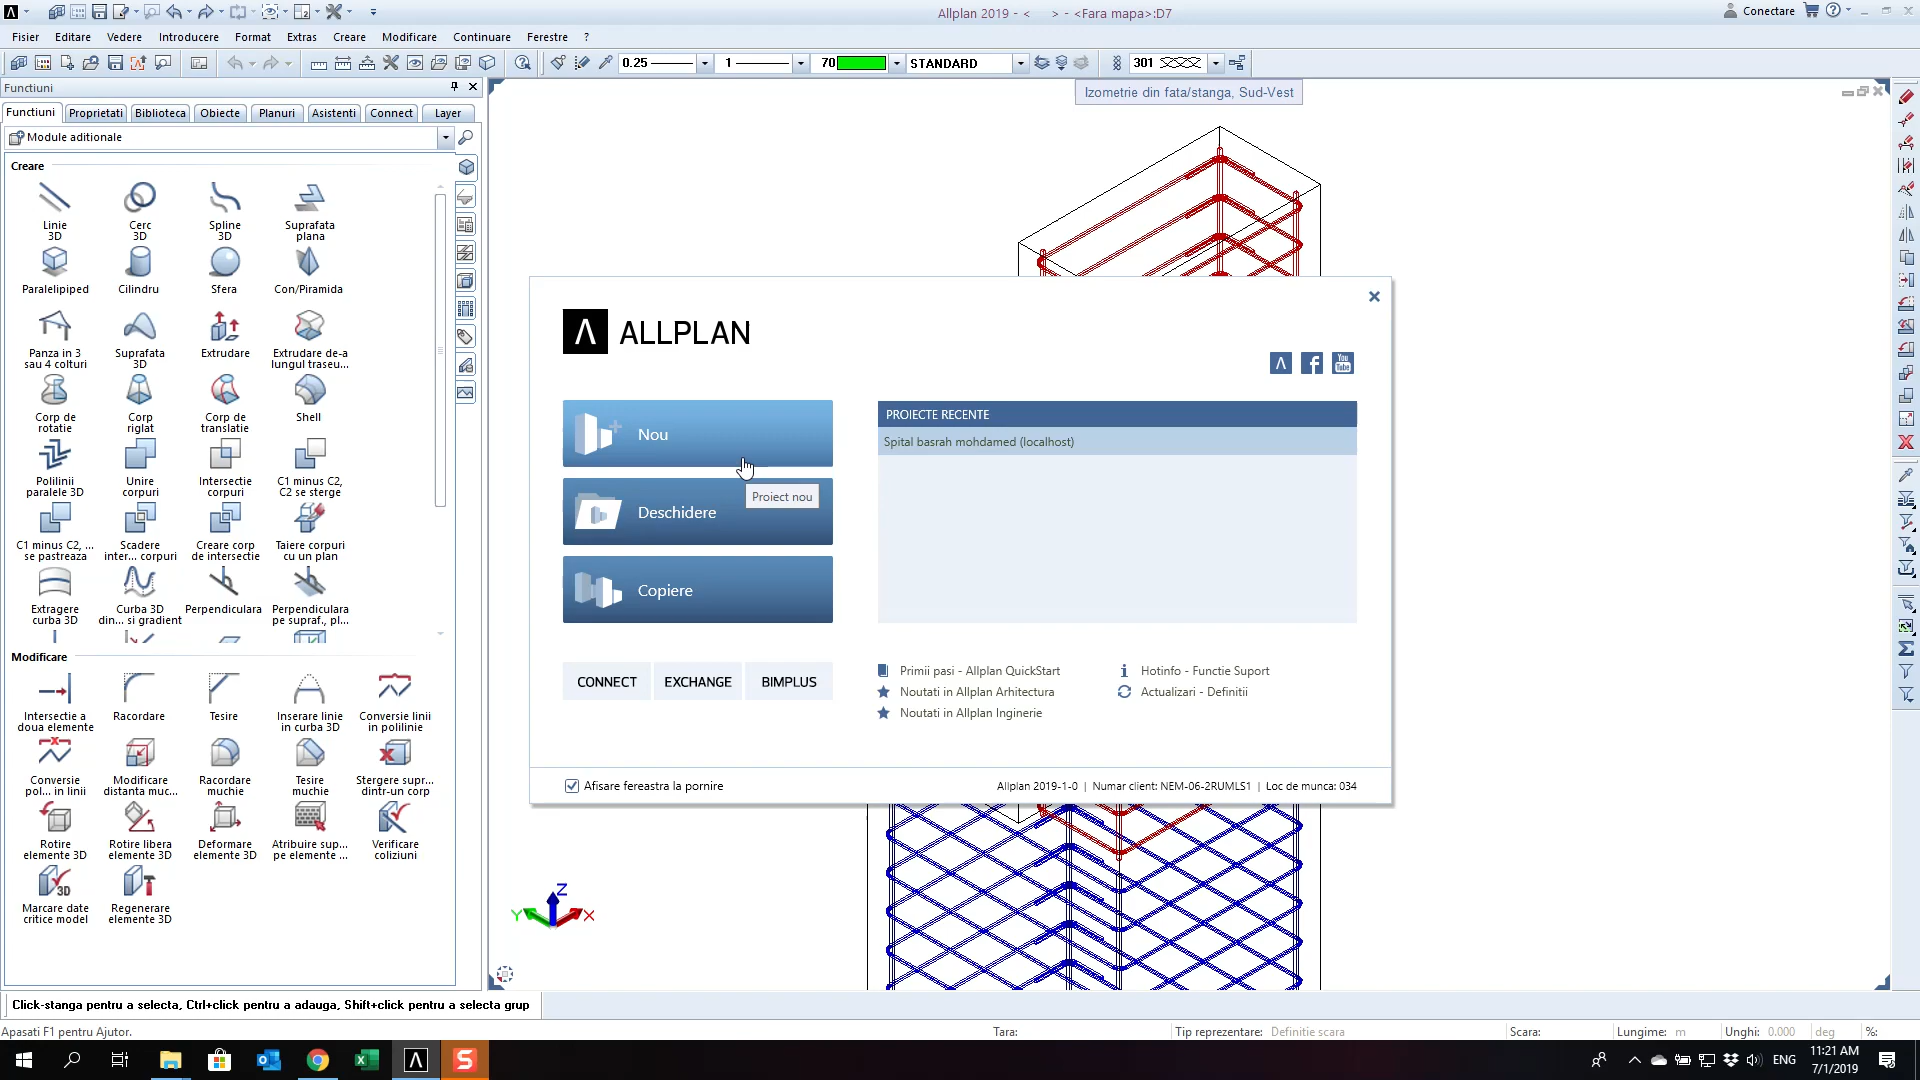 Allplan 2019 - < > - <Fara mapa>:D7
Conectare
Fisier Editare Vedere Introducere Format Extras Creare Modificare Continuare Ferestre ?
0.25 1 70 STANDARD 301
Functiuni
Izometrie din fata/stanga, Sud-Vest
Functiuni Proprietati Biblioteca Obiecte Planuri Asistenti Connect Layer
Module aditionale
Creare
Linie 3D
Cerc 3D
Spline 3D
Suprafata plana
Paralelipiped
Cilindru
Sfera
Con/Piramida
Panza in 3 sau 4 colturi
Suprafata 3D
Extrudare
Extrudare de-a lungul traseu...
Corp de rotatie
Corp riglat
Corp de translatie
Shell
Polilinii paralele 3D
Unire corpuri
Intersectie corpuri
C1 minus C2, C2 se sterge
C1 minus C2, ... se pastreaza
Scadere inter... corpuri
Creare corp de intersectie
Taiere corpuri cu un plan
Extragere curba 3D
Curba 3D din... si gradient
Perpendiculara
Perpendiculara pe supraf., pl...
Modificare
Intersectie a doua elemente
Racordare
Tesire
Inserare linie in curba 3D
Conversie linii in polilinie
Conversie pol... in linii
Modificare distanta muc...
Racordare muchie
Tesire muchie
Stergere supr... dintr-un corp
Rotire elemente 3D
Rotire libera elemente 3D
Deformare elemente 3D
Atribuire sup... pe elemente ...
Verificare coliziuni
Marcare date critice model
Regenerare elemente 3D
ALLPLAN
You Tube
Nou
Proiect nou
Deschidere
Copiere
PROIECTE RECENTE
Spital basrah mohdamed (localhost)
CONNECT EXCHANGE BIMPLUS
Primii pasi - Allplan QuickStart
Noutati in Allplan Arhitectura
Noutati in Allplan Inginerie
Hotinfo - Functie Suport
Actualizari - Definitii
Afisare fereastra la pornire
Allplan 2019-1-0 | Numar client: NEM-06-2RUMLS1 | Loc de munca: 034
Z
Y X
Click-stanga pentru a selecta, Ctrl+click pentru a adauga, Shift+click pentru a selecta grup
Apasati F1 pentru Ajutor. Tara: Tip reprezentare: Definitie scara Scara: Lungime: m Unghi: 0.000 deg %:
ENG
11:21 AM
7/1/2019